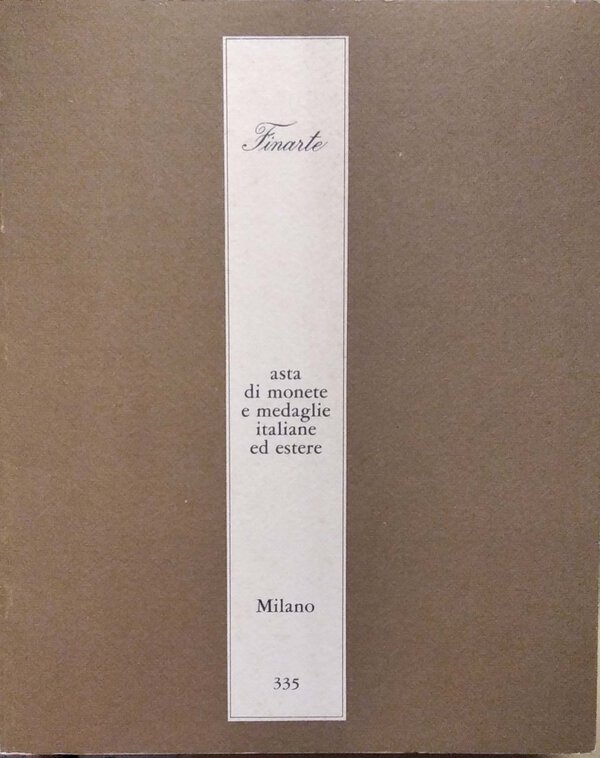 Finarte
asta
di monete
e medaglie
italiane
ed estere
Milano
335